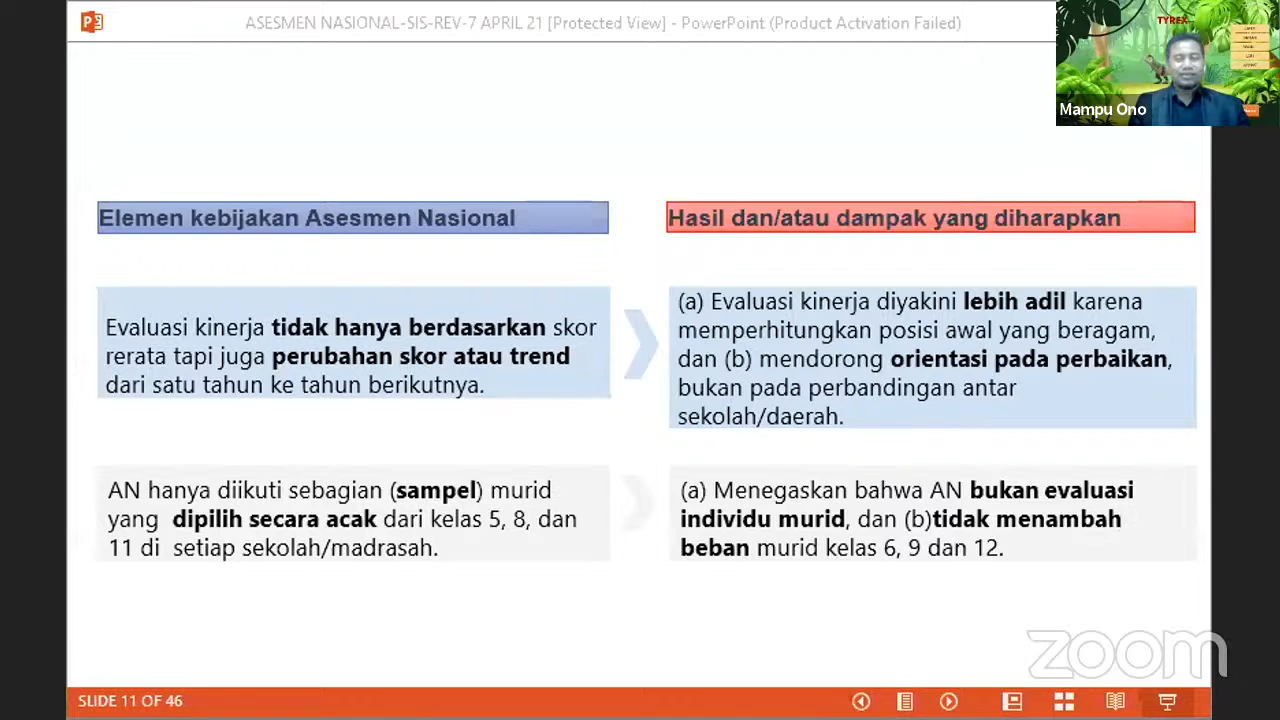 ASESMEN NASIONAL-SIS-REV-7 APRIL 21 [Protected View] - PowerPoint (Product Activation Failed)
TYREX
Mampu Ono
Elemen kebijakan Asesmen Nasional
Hasil dan/atau dampak yang diharapkan
Evaluasi kinerja tidak hanya berdasarkan skor
rerata tapi juga perubahan skor atau trend
dari satu tahun ke tahun berikutnya.
(a) Evaluasi kinerja diyakini lebih adil karena
memperhitungkan posisi awal yang beragam,
dan (b) mendorong orientasi pada perbaikan,
bukan pada perbandingan antar
sekolah/daerah.
AN hanya diikuti sebagian (sampel) murid
yang dipilih secara acak dari kelas 5, 8, dan
11 di setiap sekolah/madrasah.
(a) Menegaskan bahwa AN bukan evaluasi
individu murid, dan (b)tidak menambah
beban murid kelas 6, 9 dan 12.
zoom
SLIDE 11 OF 46